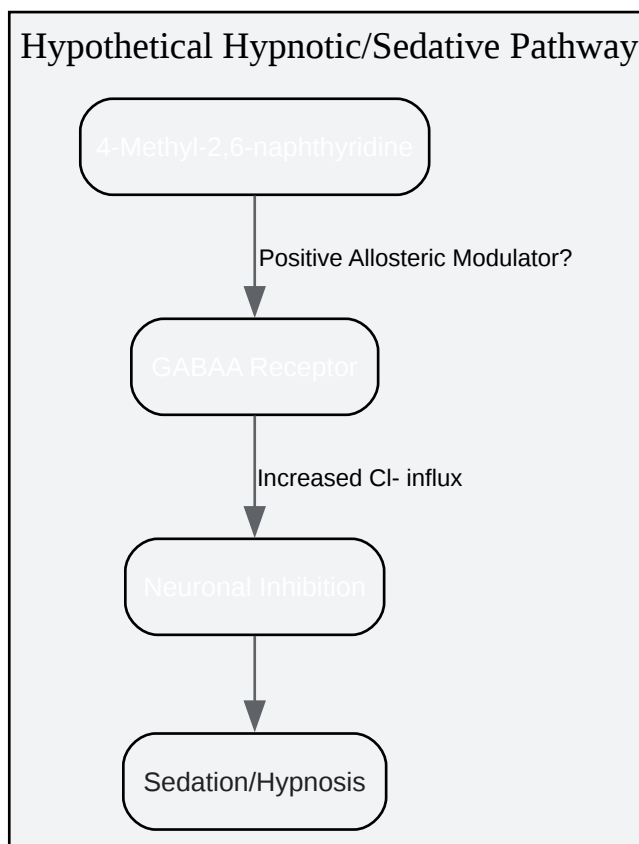 Hypothetical Hypnotic/Sedative Pathway
4-Methyl-2,6-naphthyridine
Positive Allosteric Modulator?
GABAA Receptor
Increased Cl- influx
Neuronal Inhibition
Sedation/Hypnosis